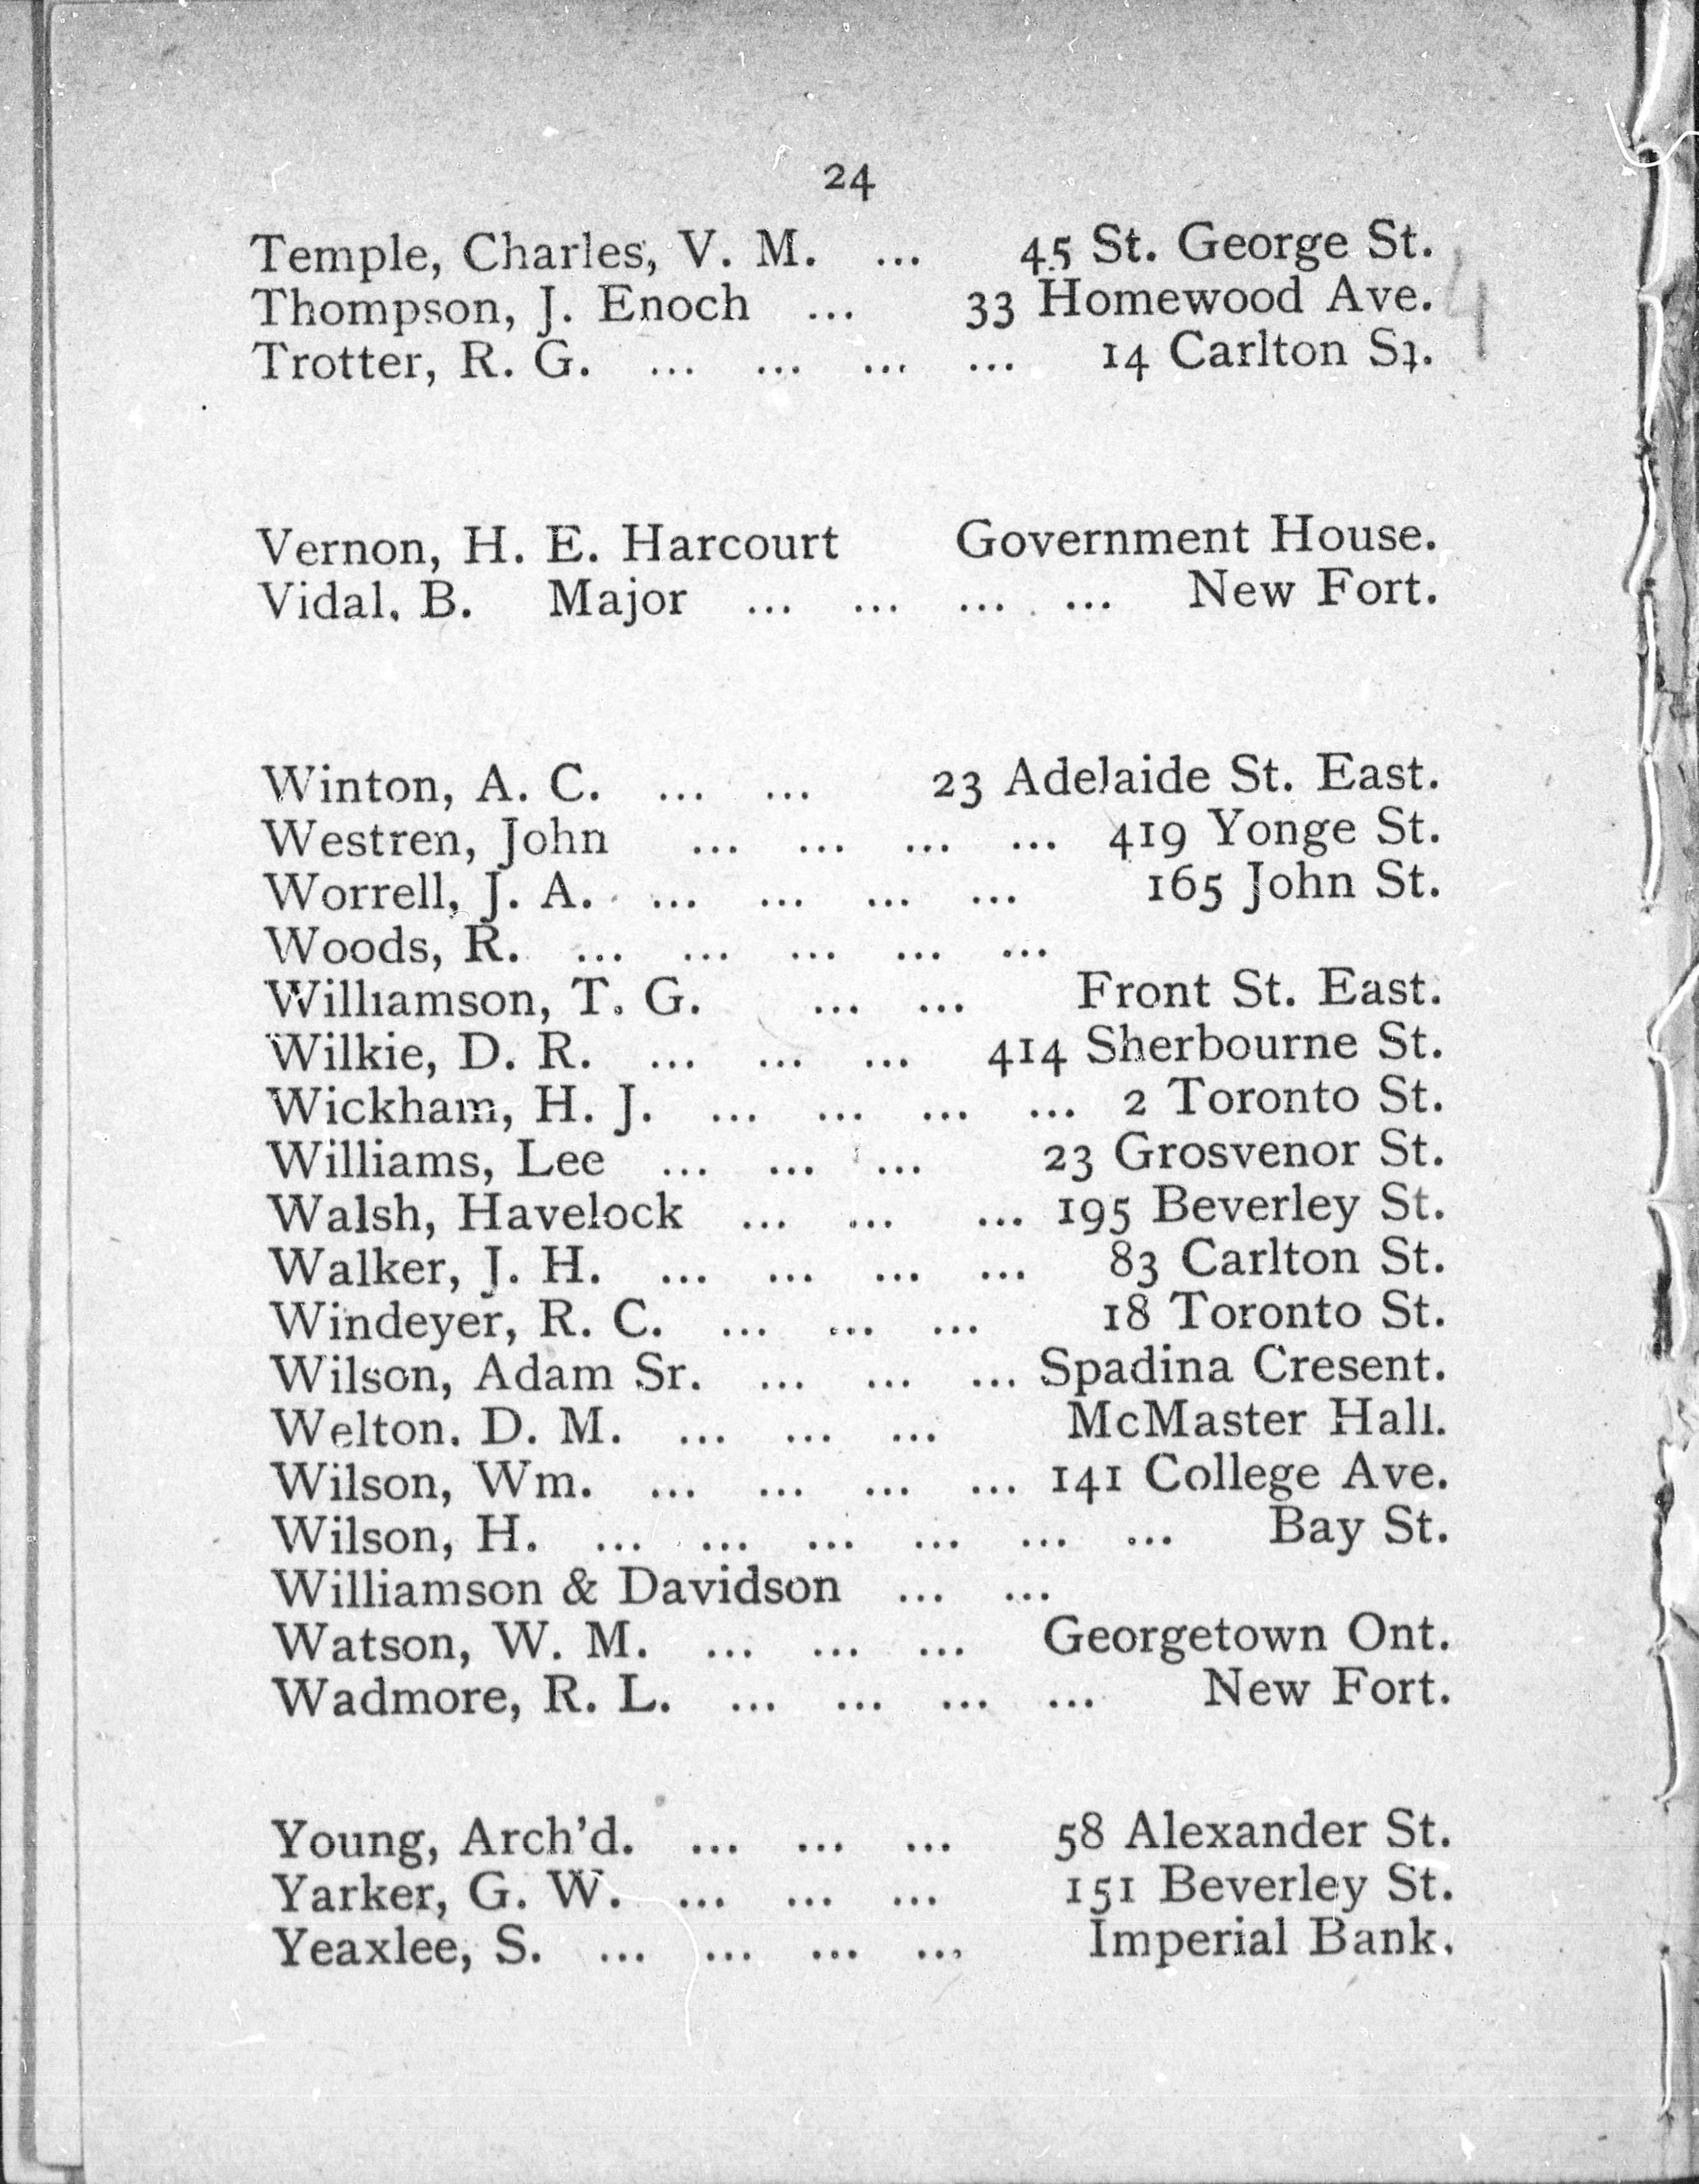 24
Temple, Charles, V. M. ... 45 St. George St.
Thompson, J. Enoch ... 33 Homewood Ave.
Trotter, R. G. ... ... ... ... 14 Carlton St.
4
Vernon, H. E. Harcourt Government House.
Vidal, B. Major ... ... ... ... New Fort.
Winton, A. C. ... ... 23 Adelaide St. East.
Westren, John ... ... ... ... 419 Yonge St.
Worrell, J. A. ... ... ... ... 165 John St.
Woods, R. ... ... ... ... ...
Williamson, T. G. ... ... Front St. East.
Wilkie, D. R. ... ... ... 414 Sherbourne St.
Wickham, H. J. ... ... ... ... 2 Toronto St.
Williams, Lee ... ... ... 23 Grosvenor St.
Walsh, Havelock ... ... ... 195 Beverley St.
Walker, J. H. ... ... ... ... 83 Carlton St.
Windeyer, R. C. ... ... ... 18 Toronto St.
Wilson, Adam Sr. ... ... ... Spadina Cresent.
Welton. D. M. ... ... ... McMaster Hall.
Wilson, Wm. ... ... ... ... 141 College Ave.
Wilson, H. ... ... ... ... ... ... Bay St.
Williamson & Davidson ... ...
Watson, W. M. ... ... ... Georgetown Ont.
Wadmore, R. L. ... ... ... ... New Fort.
Young, Arch'd. ... ... ... 58 Alexander St.
Yarker, G. W. ... ... ... 151 Beverley St.
Yeaxlee, S. ... ... ... ... Imperial Bank.